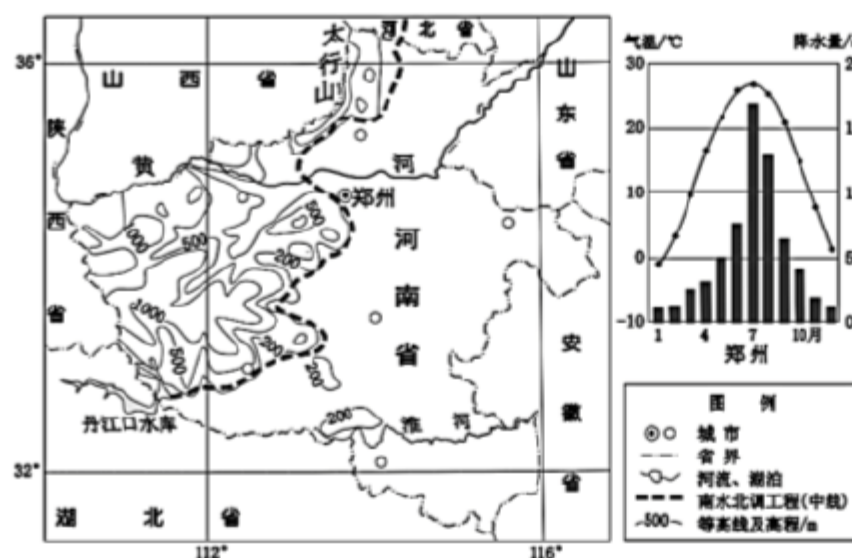 36°
32°
112°
116°
河 北 省
太行山
山 西 省
山东省
陕西省
黄 河
郑州
河南省
安徽省
淮 河
丹江口水库
湖 北 省
1000
500
500
200
1000
500
200
200
200
气温/℃ 降水量/
30
20
10
0
-10
1 4 7 10月
郑 州
图 例
城 市
省 界
河流、湖泊
南水北调工程(中线)
500 等高线及高程/m